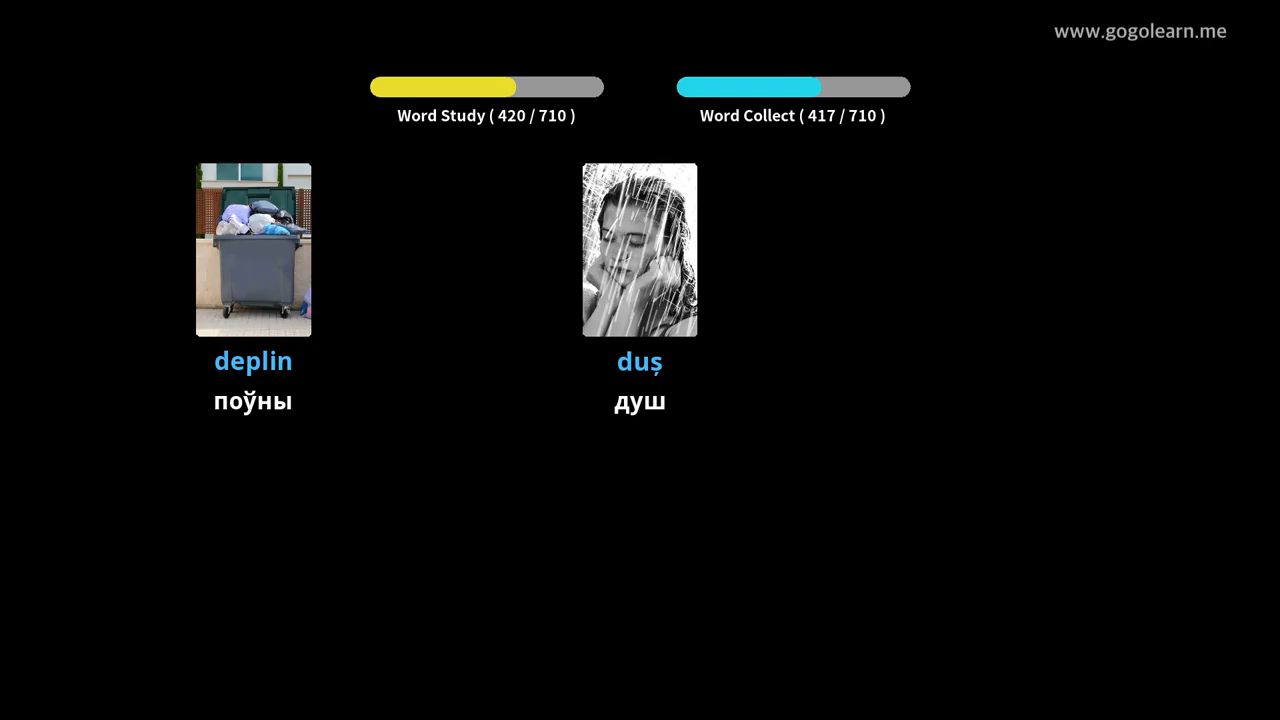 www.gogolearn.me
Word Study ( 420 / 710 )
Word Collect ( 417 / 710 )
deplin
поўны
duș
душ